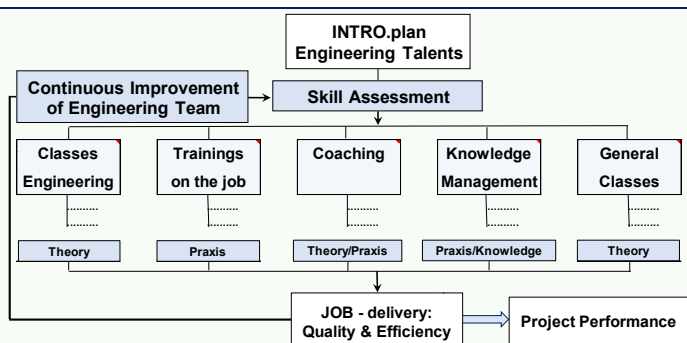 INTRO.plan
Engineering Talents
Continuous Improvement
of Engineering Team
Skill Assessment
Classes
Engineering
Trainings
on the job
Coaching
Knowledge
Management
General
Classes
Theory
Praxis
Theory/Praxis
Praxis/Knowledge
Theory
JOB - delivery:
Quality & Efficiency
Project Performance